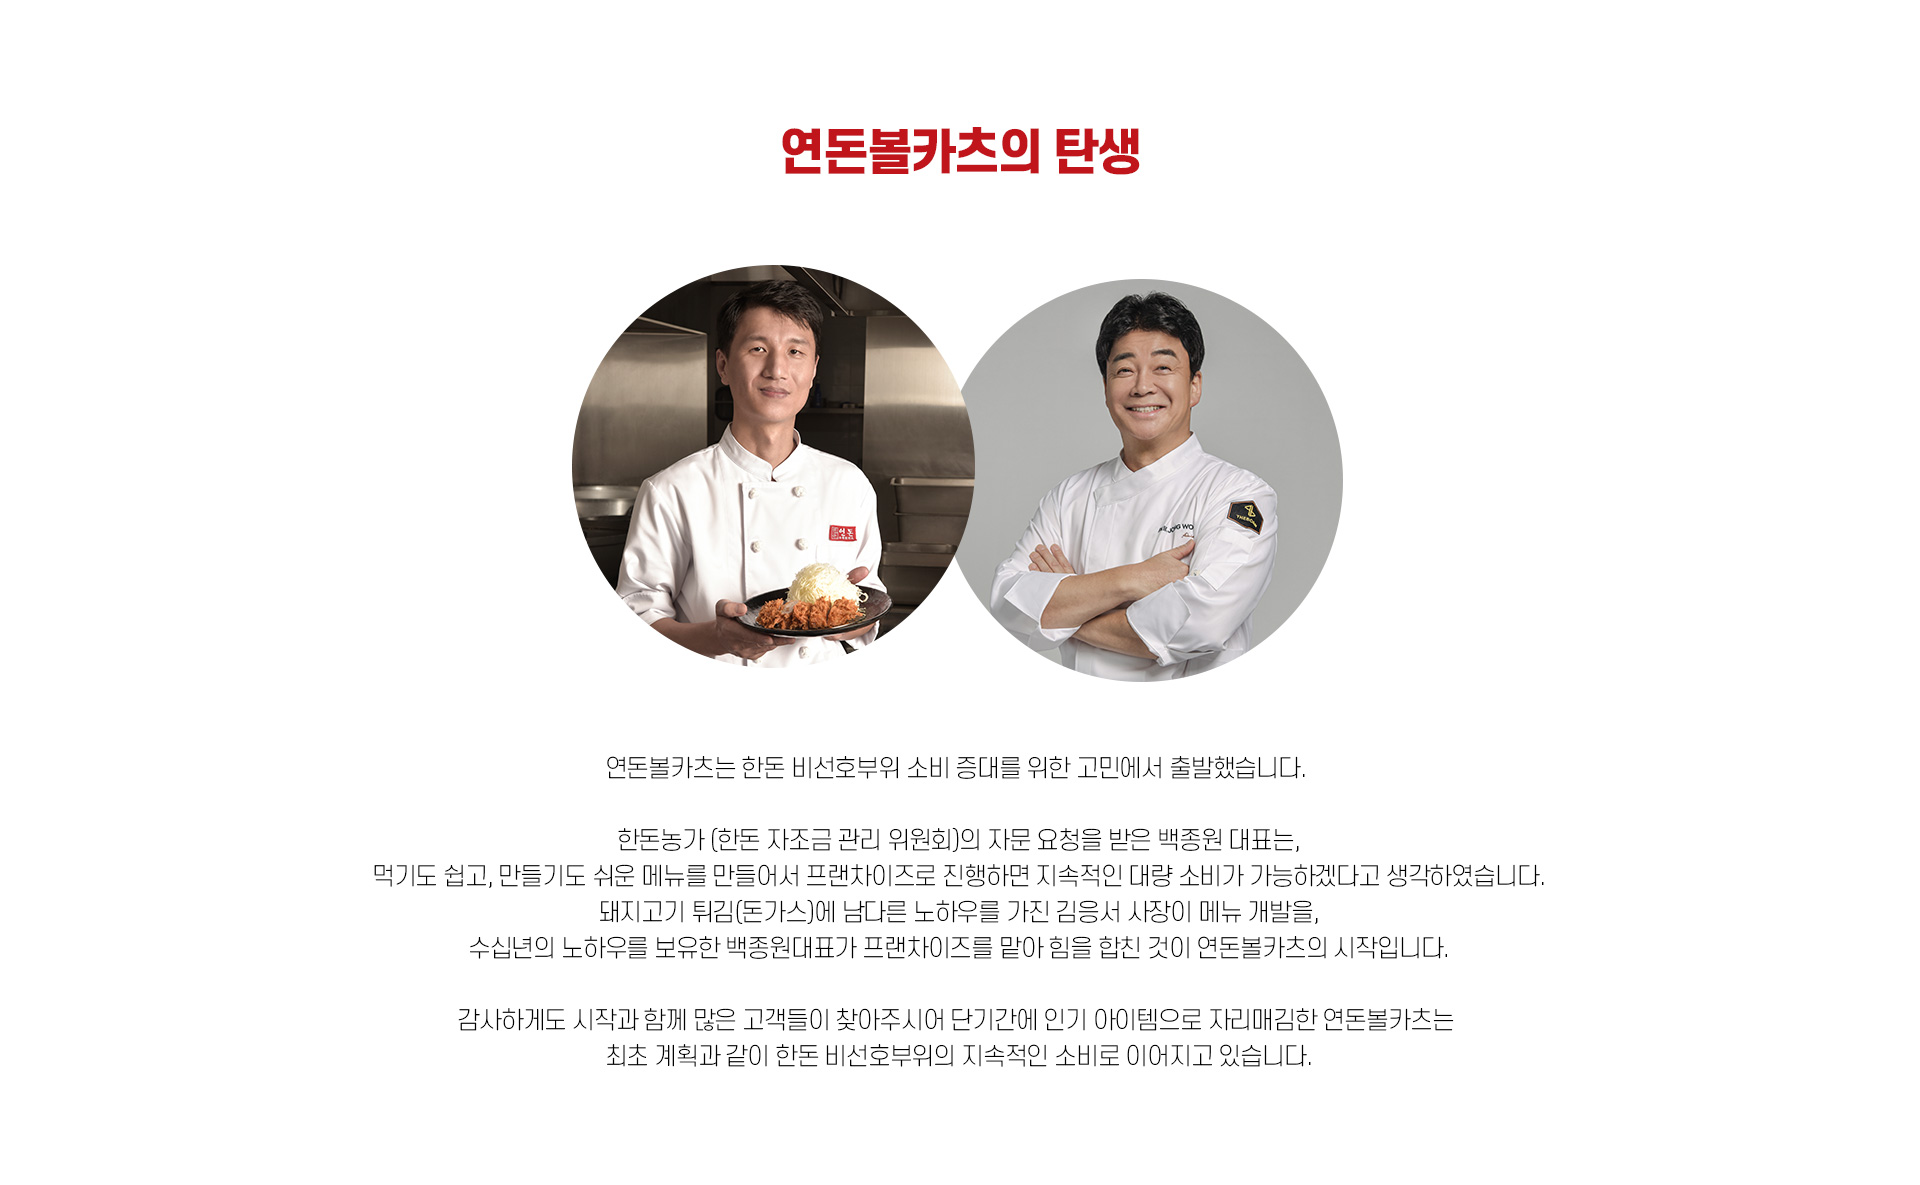 연돈볼카츠의 탄생
연돈
JONG WO
THEBORN
연돈볼카츠는 한돈 비선호부위 소비 증대를 위한 고민에서 출발했습니다.
한돈농가 (한돈 자조금 관리 위원회)의 자문 요청을 받은 백종원 대표는,
먹기도 쉽고, 만들기도 쉬운 메뉴를 만들어서 프랜차이즈로 진행하면 지속적인 대량 소비가 가능하겠다고 생각하였습니다.
돼지고기 튀김(돈가스)에 남다른 노하우를 가진 김응서 사장이 메뉴 개발을,
수십년의 노하우를 보유한 백종원대표가 프랜차이즈를 맡아 힘을 합친 것이 연돈볼카츠의 시작입니다.
감사하게도 시작과 함께 많은 고객들이 찾아주시어 단기간에 인기 아이템으로 자리매김한 연돈볼카츠는
최초 계획과 같이 한돈 비선호부위의 지속적인 소비로 이어지고 있습니다.